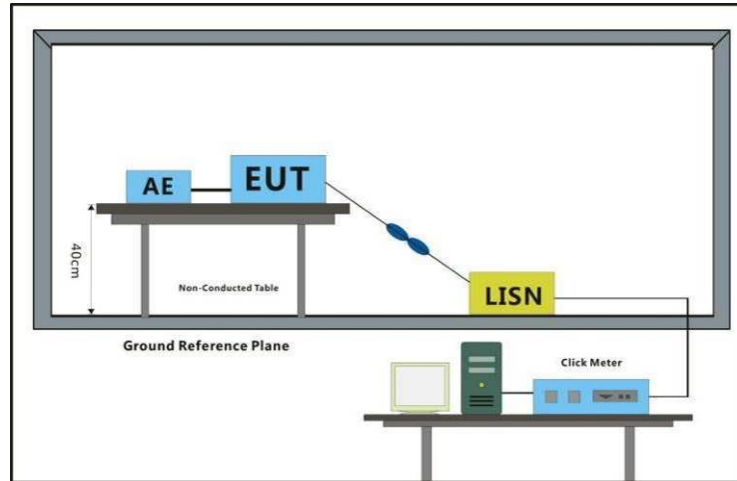 AE
EUT
40cm
Non-Conducted Table
LISN
Ground Reference Plane
Click Meter